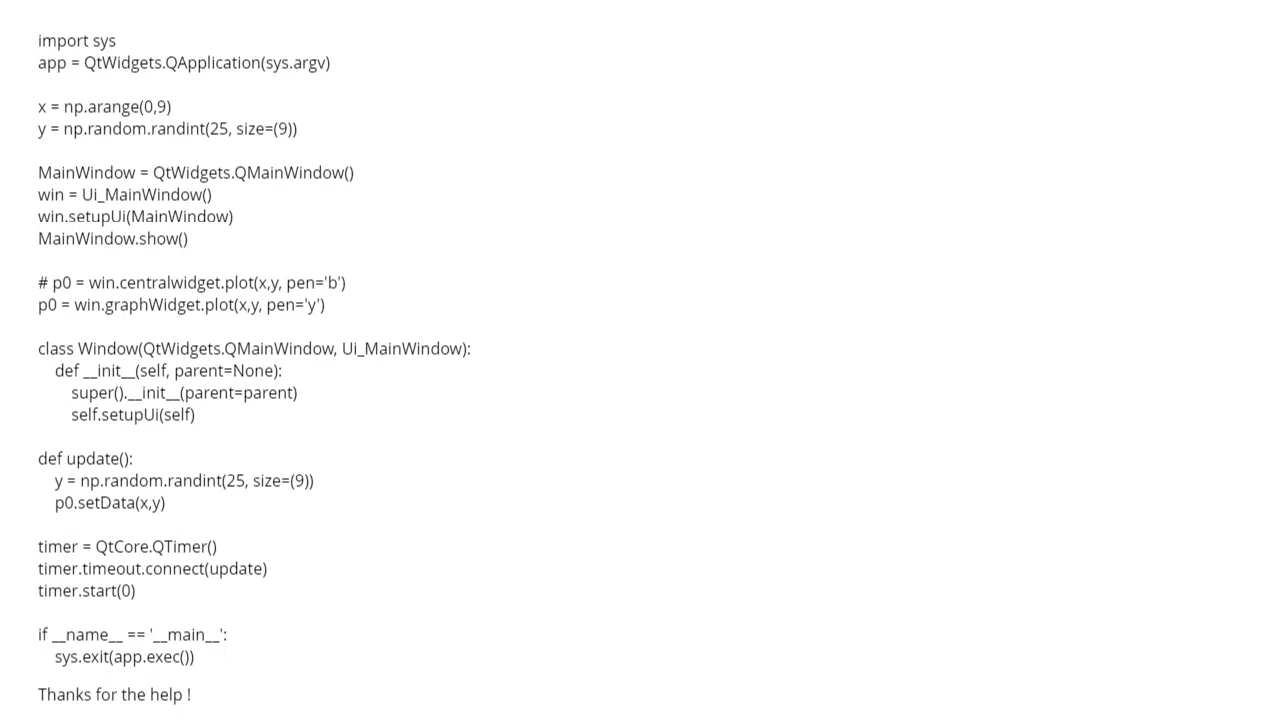 import sys
app = QtWidgets.QApplication(sys.argv)
x = np.arange(0,9)
y = np.random.randint(25, size=(9))
MainWindow = QtWidgets.QMainWindow()
win = Ui_MainWindow()
win.setupUi(MainWindow)
MainWindow.show()
# p0 = win.centralwidget.plot(x,y, pen='b')
p0 = win.graphWidget.plot(x,y, pen='y')
class Window(QtWidgets.QMainWindow, Ui_MainWindow):
    def __init__(self, parent=None):
        super().__init__(parent=parent)
        self.setupUi(self)
def update():
    y = np.random.randint(25, size=(9))
    p0.setData(x,y)
timer = QtCore.QTimer()
timer.timeout.connect(update)
timer.start(0)
if __name__ == '__main__':
    sys.exit(app.exec())
Thanks for the help !